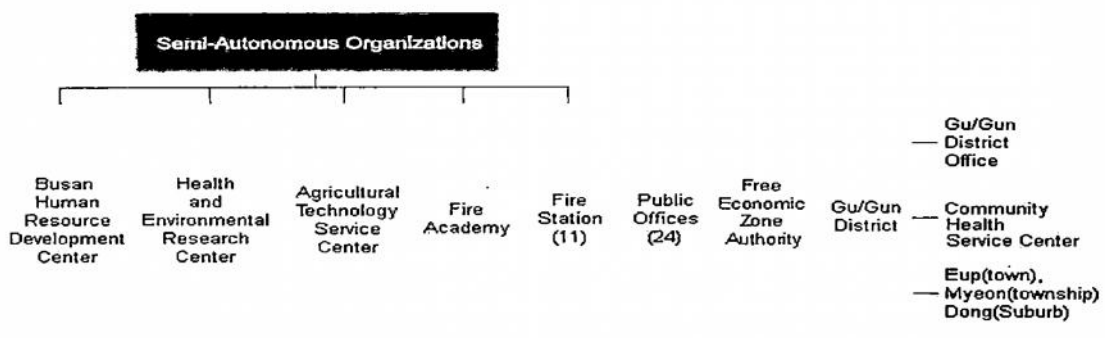 Semi-Autonomous Organizations
Busan
Human
Resource
Development
Center
Health
and
Environmental
Research
Center
Agricultural
Technology
Service
Center
Fire
Academy
Fire
Station
(11)
Public
Offices
(24)
Free
Economic
Zone
Authority
Gu/Gun
District
Gu/Gun
District
Office
Community
Health
Service Center
Eup(town),
Myeon(township)
Dong(Suburb)